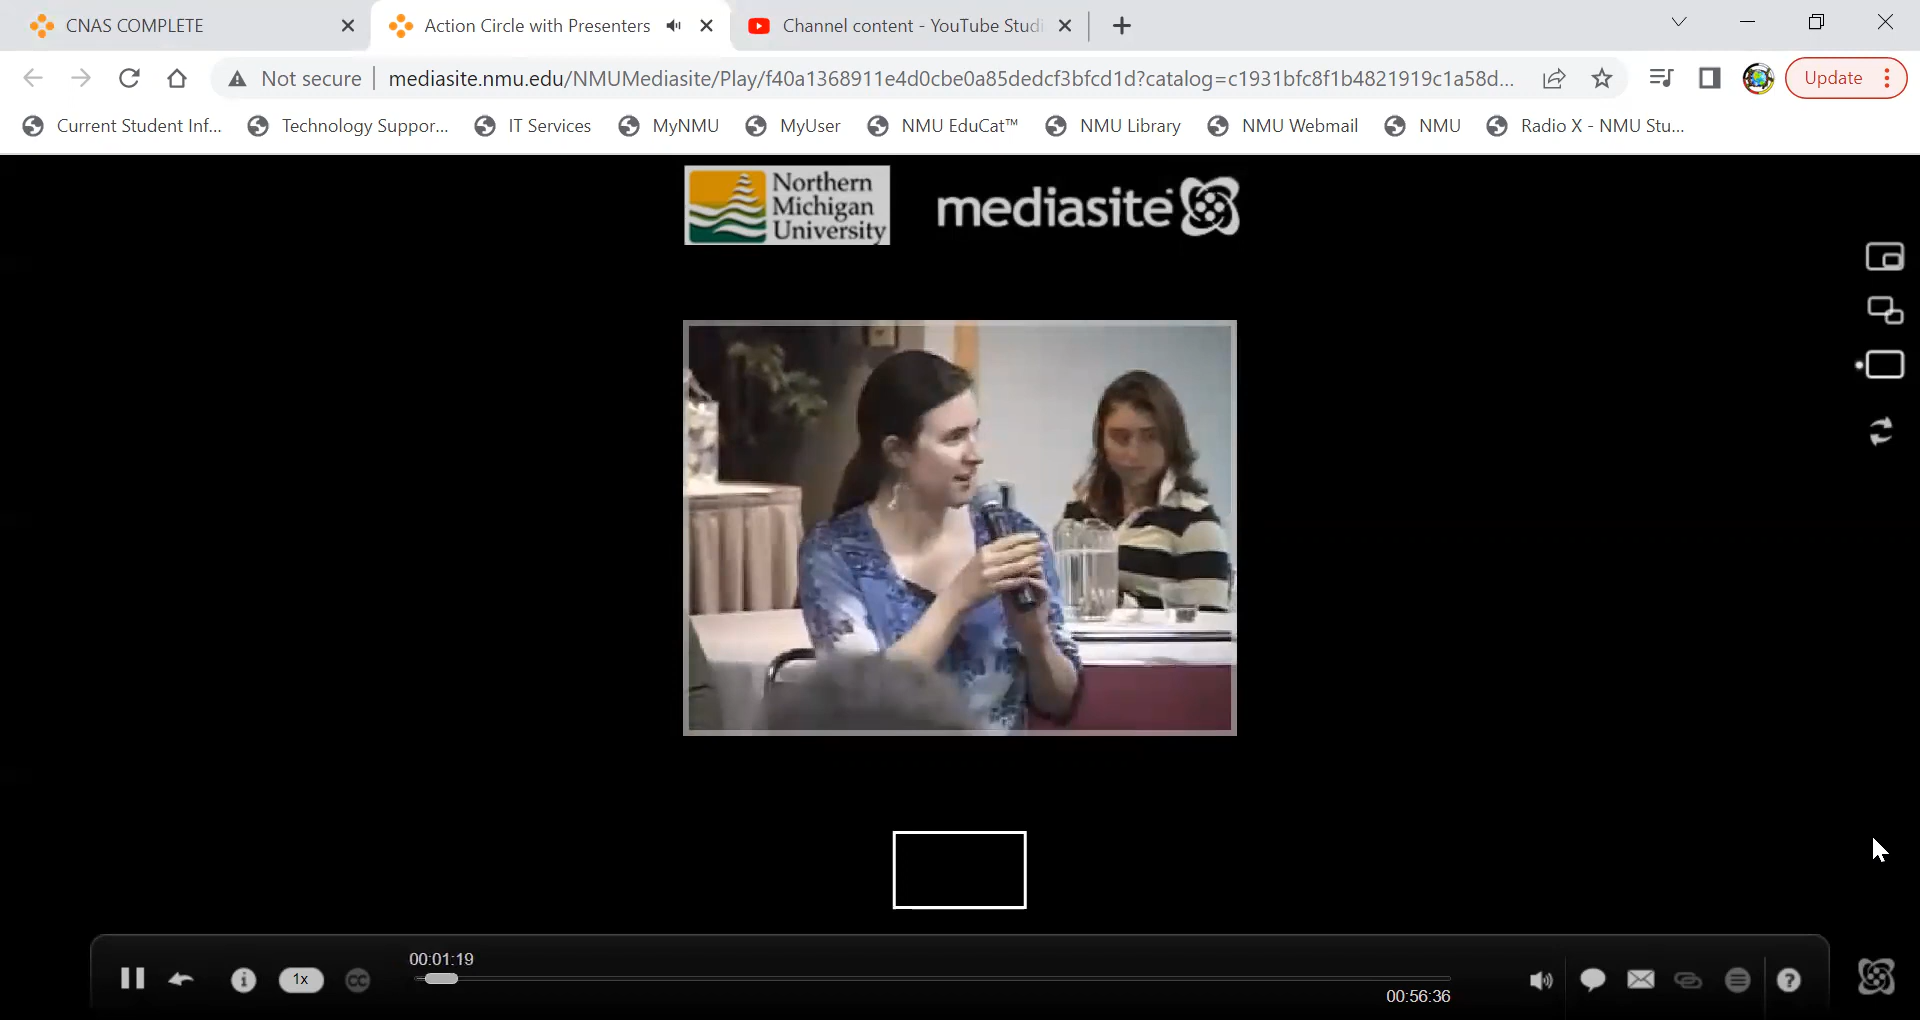 CNAS COMPLETE
Action Circle with Presenters
Channel content - YouTube Studi
Not secure
mediasite.nmu.edu/NMUMediasite/Play/f40a1368911e4d0cbe0a85dedcf3bfcd1d?catalog=c1931bfc8f1b4821919c1a58d...
Update
Current Student Inf...
Technology Suppor...
IT Services
MyNMU
MyUser
NMU EduCat™
NMU Library
NMU Webmail
NMU
Radio X - NMU Stu...
Northern
Michigan
University
mediasite
00:01:19
1x
CC
00:56:36